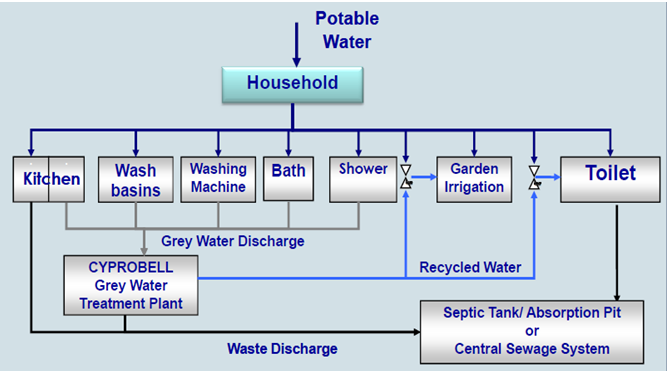 Potable
Water
Household
Kitchen
Wash
basins
Washing
Machine
Bath
Shower
Garden
Irrigation
Toilet
Grey Water Discharge
CYPROBELL
Grey Water
Treatment Plant
Recycled Water
Septic Tank/ Absorption Pit
or
Central Sewage System
Waste Discharge